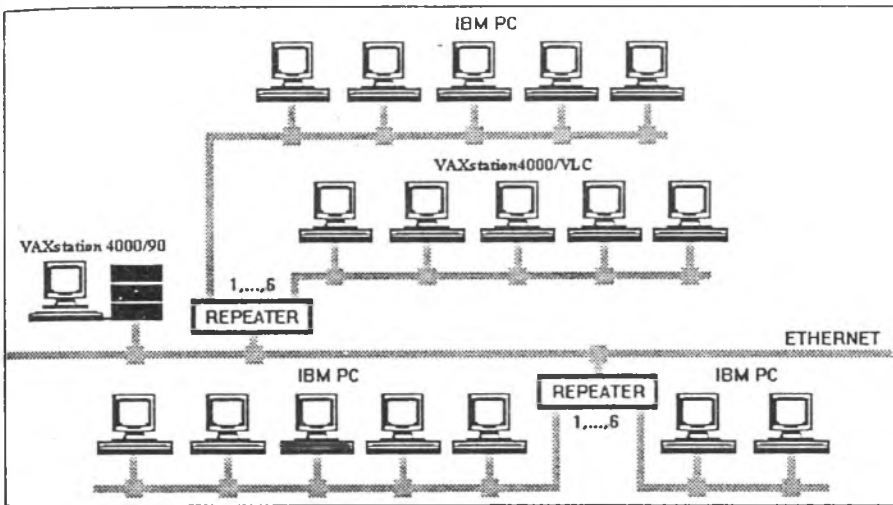 IBM PC
VAXstation4000/VLC
VAXstation 4000/90
1,...,6
REPEATER
ETHERNET
IBM PC
REPEATER
IBM PC
1,...,6